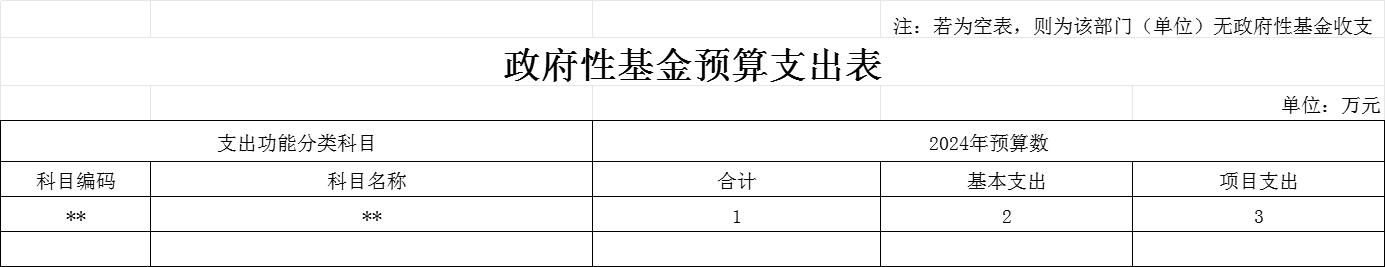 注：若为空表，则为该部门（单位）无政府性基金收支
政府性基金预算支出表
单位：万元
支出功能分类科目 2024年预算数
科目编码 科目名称 合计 基本支出 项目支出
** ** 1 2 3